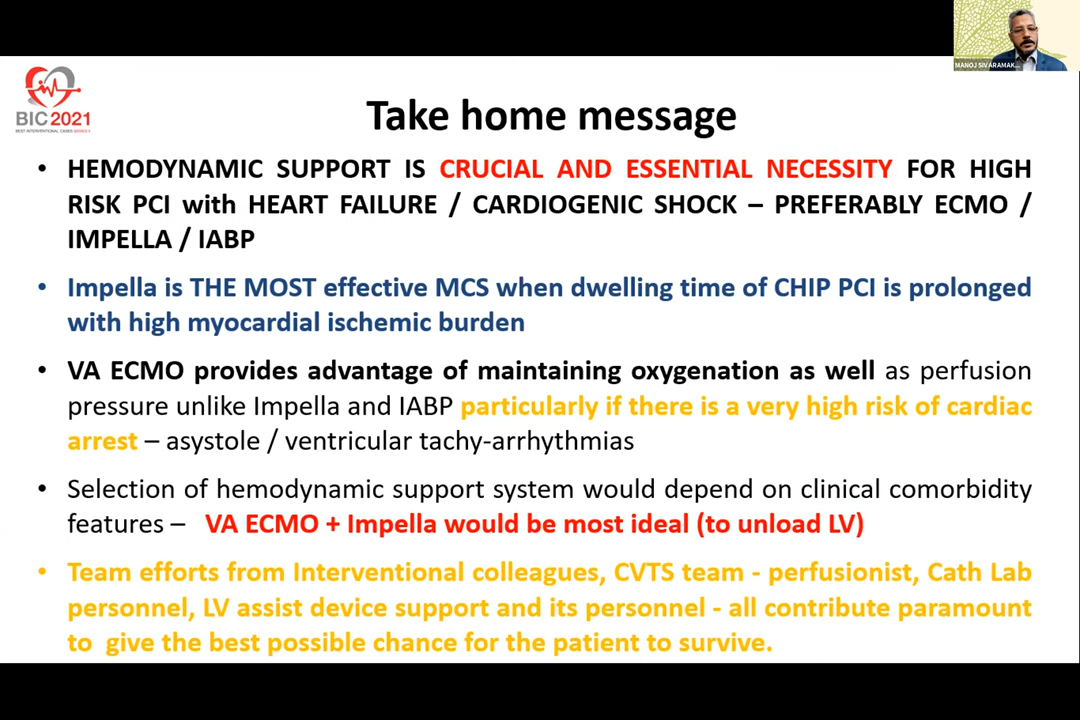 MANOJ SIVARAMAK...
BIC 2021
BEST INTERVENTIONAL CASES SERIES II
Take home message
• HEMODYNAMIC SUPPORT IS CRUCIAL AND ESSENTIAL NECESSITY FOR HIGH
RISK PCI with HEART FAILURE / CARDIOGENIC SHOCK – PREFERABLY ECMO /
IMPELLA / IABP
• Impella is THE MOST effective MCS when dwelling time of CHIP PCI is prolonged
with high myocardial ischemic burden
• VA ECMO provides advantage of maintaining oxygenation as well as perfusion
pressure unlike Impella and IABP particularly if there is a very high risk of cardiac
arrest – asystole / ventricular tachy-arrhythmias
• Selection of hemodynamic support system would depend on clinical comorbidity
features – VA ECMO + Impella would be most ideal (to unload LV)
• Team efforts from Interventional colleagues, CVTS team - perfusionist, Cath Lab
personnel, LV assist device support and its personnel - all contribute paramount
to give the best possible chance for the patient to survive.